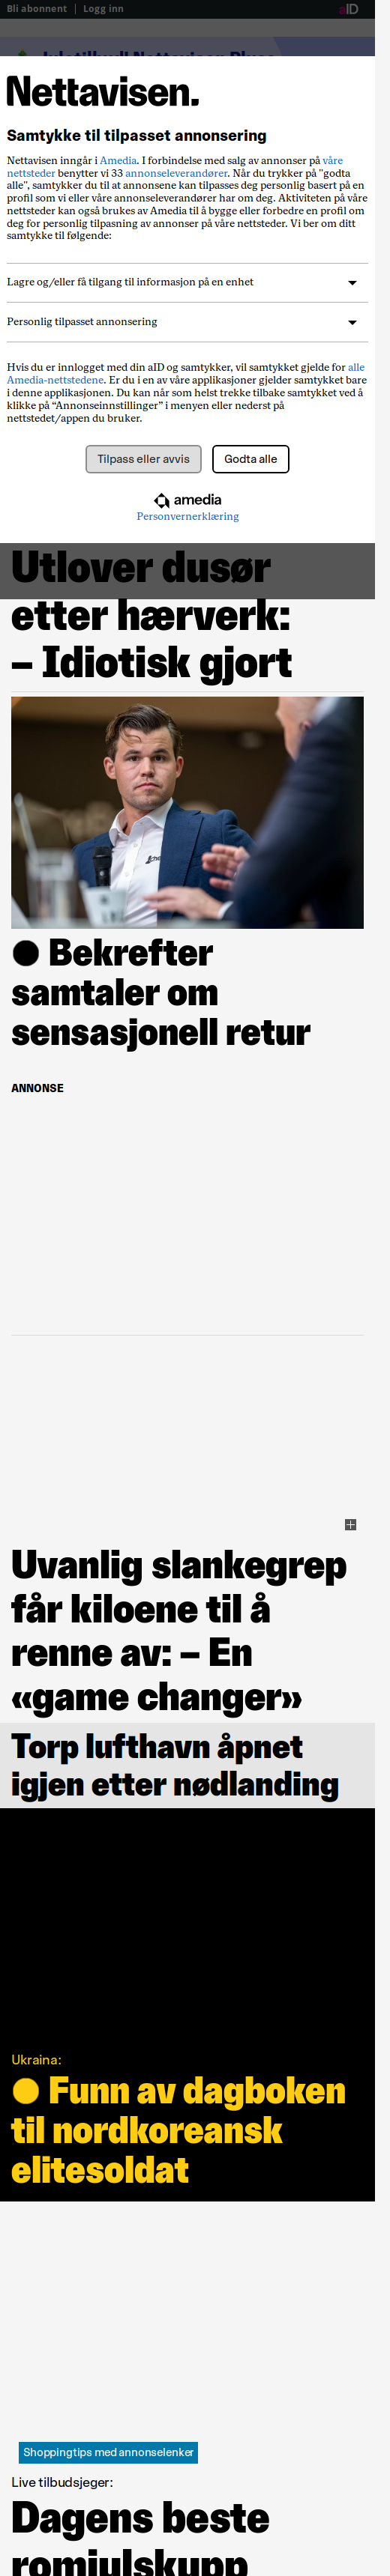 Bli abonnent | Logg inn
aID
Nettavisen.
Samtykke til tilpasset annonsering
Nettavisen inngår i Amedia. I forbindelse med salg av annonser på våre
nettsteder benytter vi 33 annonseleverandører. Når du trykker på "godta
alle", samtykker du til at annonsene kan tilpasses deg personlig basert på en
profil som vi eller våre annonseleverandører har om deg. Aktiviteten på våre
nettsteder kan også brukes av Amedia til å bygge eller forbedre en profil om
deg for personlig tilpasning av annonser på våre nettsteder. Vi ber om ditt
samtykke til følgende:
Lagre og/eller få tilgang til informasjon på en enhet
Personlig tilpasset annonsering
Hvis du er innlogget med din aID og samtykker, vil samtykket gjelde for alle
Amedia-nettstedene. Er du i en av våre applikasjoner gjelder samtykket bare
i denne applikasjonen. Du kan når som helst trekke tilbake samtykket ved å
klikke på “Annonseinnstillinger” i menyen eller nederst på
nettstedet/appen du bruker.
Tilpass eller avvis
Godta alle
amedia
Personvernerklæring
Utlover dusør
etter hærverk:
– Idiotisk gjort
Bekrefter
samtaler om
sensasjonell retur
ANNONSE
Uvanlig slankegrep
får kiloene til å
renne av: – En
«game changer»
Torp lufthavn åpnet
igjen etter nødlanding
Ukraina:
Funn av dagboken
til nordkoreansk
elitesoldat
Shoppingtips med annonselenker
Live tilbudsjeger:
Dagens beste
romjulskupp